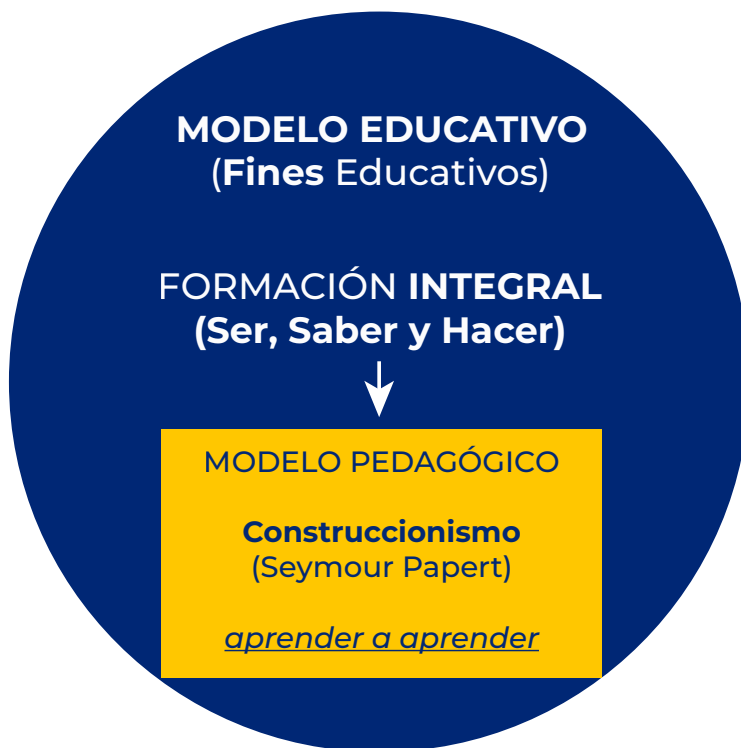 MODELO EDUCATIVO
(Fines Educativos)
FORMACIÓN INTEGRAL
(Ser, Saber y Hacer)
MODELO PEDAGÓGICO
Construccionismo
(Seymour Papert)
aprender a aprender